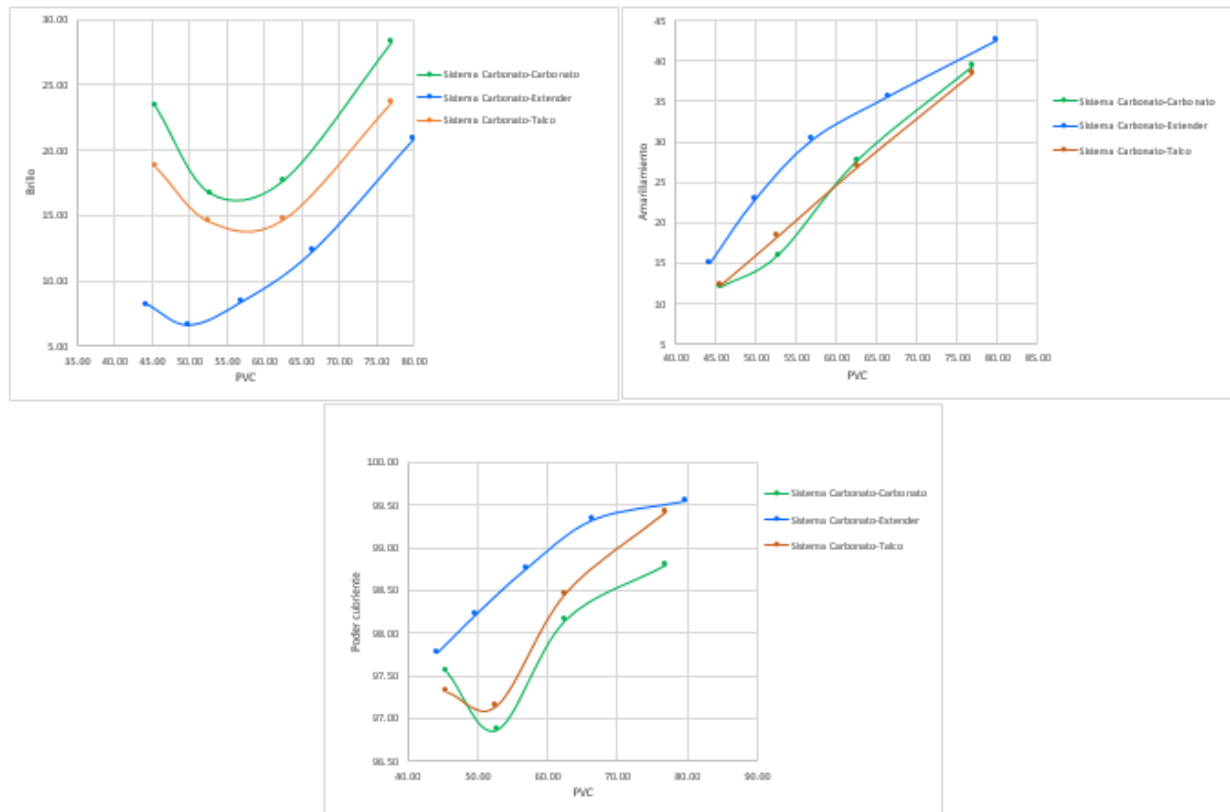 30.00
25.00
20.00
15.00
10.00
5.00
Brillo
35.00 40.00 45.00 50.00 55.00 60.00 65.00 70.00 75.00 80.00
PVC
Sistema Carbonato-Carbonato
Sistema Carbonato-Extender
Sistema Carbonato-Talco
45
40
35
30
25
20
15
10
5
Amarillamiento
40.00 45.00 50.00 55.00 60.00 65.00 70.00 75.00 80.00 85.00
PVC
Sistema Carbonato-Carbonato
Sistema Carbonato-Extender
Sistema Carbonato-Talco
100.00
99.50
99.00
98.50
98.00
97.50
97.00
96.50
Poder cubriente
40.00 50.00 60.00 70.00 80.00 90.00
PVC
Sistema Carbonato-Carbonato
Sistema Carbonato-Extender
Sistema Carbonato-Talco